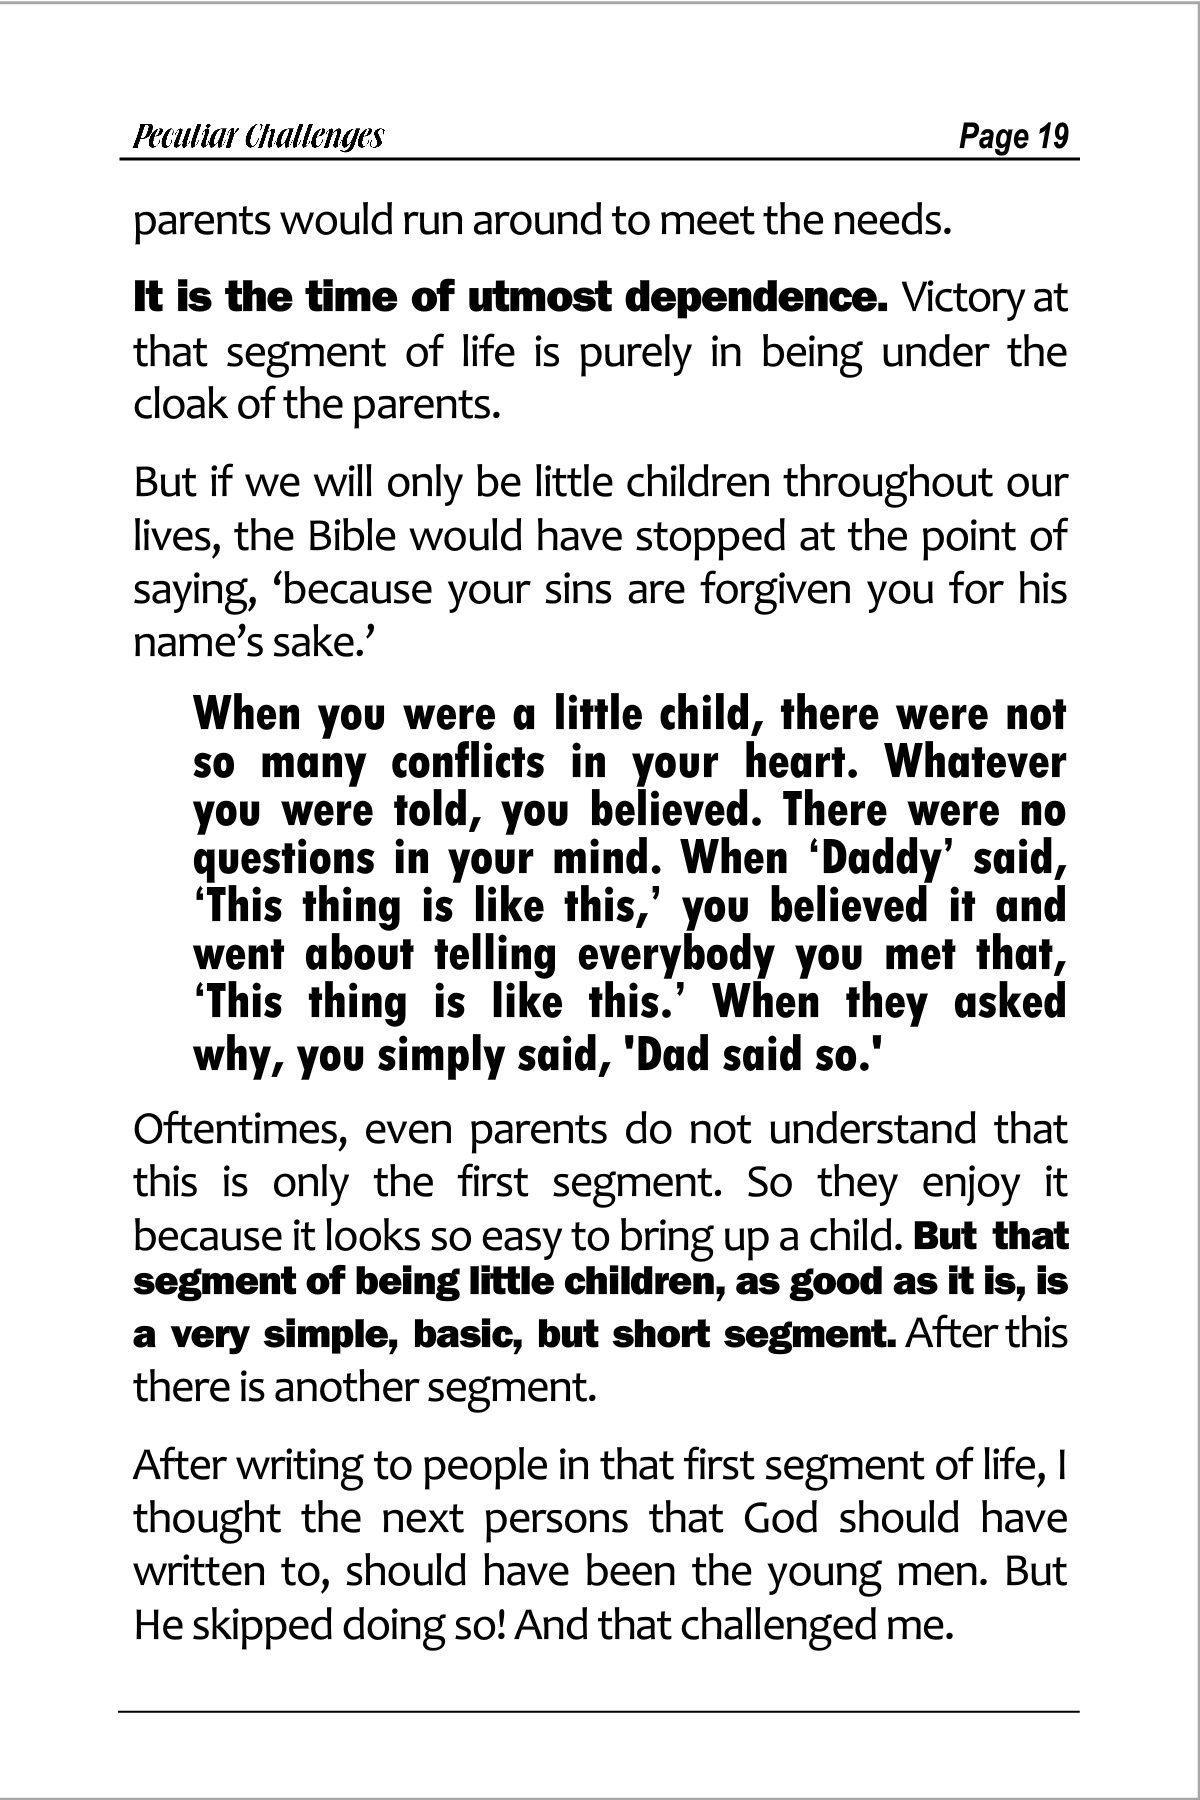 Peculiar Challenges Page 19
parents would run around to meet the needs.
It is the time of utmost dependence. Victory at
that segment of life is purely in being under the
cloak of the parents.
But if we will only be little children throughout our
lives, the Bible would have stopped at the point of
saying, ‘because your sins are forgiven you for his
name’s sake.’
When you were a little child, there were not
so many conflicts in your heart. Whatever
you were told, you believed. There were no
questions in your mind. When ‘Daddy’ said,
‘This thing is like this,’ you believed it and
went about telling everybody you met that,
‘This thing is like this.’ When they asked
why, you simply said, 'Dad said so.'
Oftentimes, even parents do not understand that
this is only the first segment. So they enjoy it
because it looks so easy to bring up a child. But that
segment of being little children, as good as it is, is
a very simple, basic, but short segment. After this
there is another segment.
After writing to people in that first segment of life, I
thought the next persons that God should have
written to, should have been the young men. But
He skipped doing so! And that challenged me.